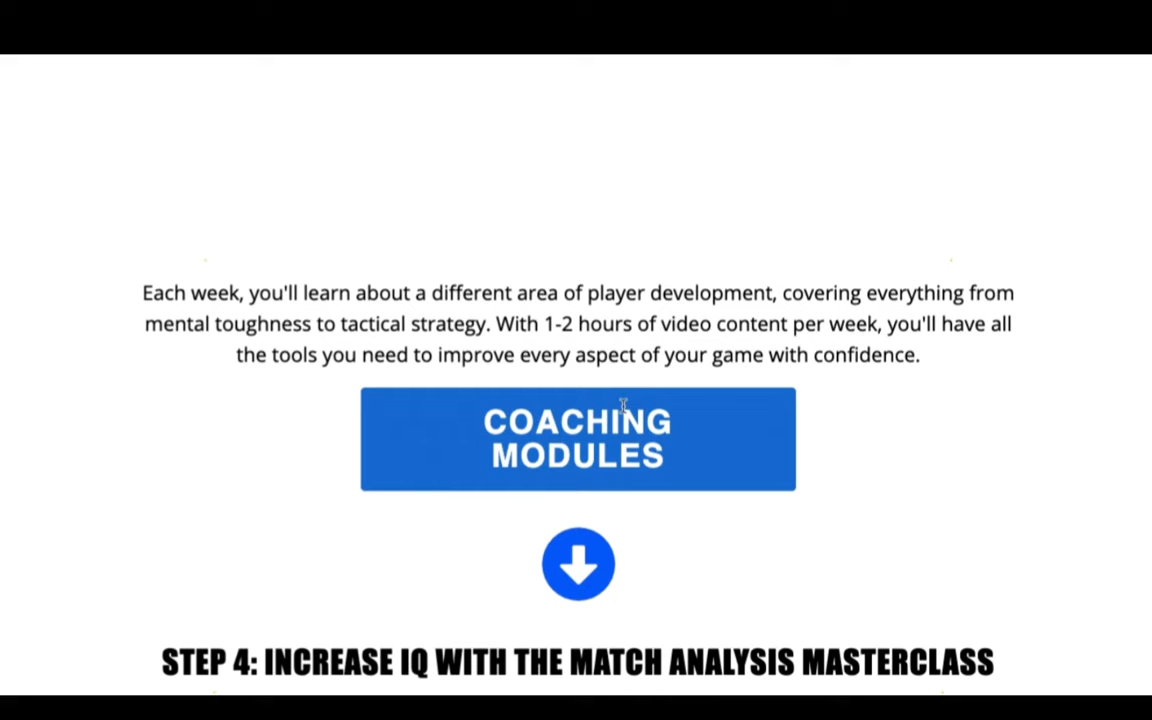 Each week, you'll learn about a different area of player development, covering everything from
mental toughness to tactical strategy. With 1-2 hours of video content per week, you'll have all
the tools you need to improve every aspect of your game with confidence.
COACHING
MODULES
STEP 4: INCREASE IQ WITH THE MATCH ANALYSIS MASTERCLASS